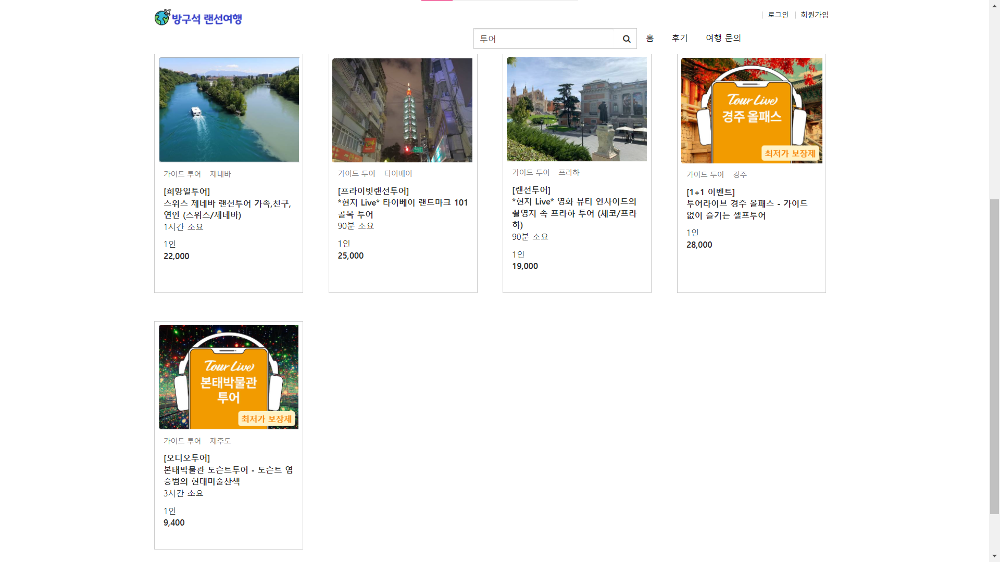 방구석 랜선여행
로그인
회원가입
투어
홈
후기
여행 문의
가이드 투어 제네바
[희망일투어]
스위스 제네바 랜선투어 가족,친구,
연인 (스위스/제네바)
1시간 소요
1인
22,000
가이드 투어 타이베이
[프라이빗랜선투어]
*현지 Live* 타이베이 랜드마크 101
골목 투어
90분 소요
1인
25,000
가이드 투어 프라하
[랜선투어]
*현지 Live* 영화 뷰티 인사이드의
촬영지 속 프라하 투어 (체코/프라
하)
90분 소요
1인
19,000
Tour Live
경주 올패스
최저가 보장제
가이드 투어 경주
[1+1 이벤트]
투어라이브 경주 올패스 - 가이드
없이 즐기는 셀프투어
1인
28,000
Tour Live
본태박물관
투어
최저가 보장제
가이드 투어 제주도
[오디오투어]
본태박물관 도슨트투어 - 도슨트 염
승범의 현대미술산책
3시간 소요
1인
9,400